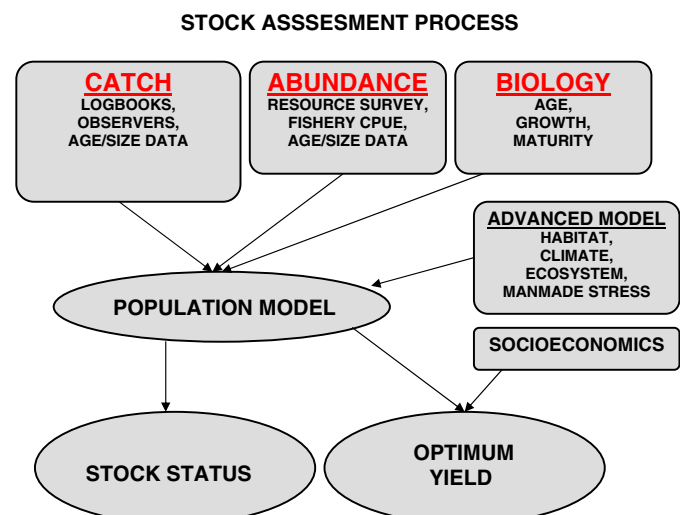 STOCK ASSSESMENT PROCESS
CATCH
LOGBOOKS,
OBSERVERS,
AGE/SIZE DATA
ABUNDANCE
RESOURCE SURVEY,
FISHERY CPUE,
AGE/SIZE DATA
BIOLOGY
AGE,
GROWTH,
MATURITY
ADVANCED MODEL
HABITAT,
CLIMATE,
ECOSYSTEM,
MANMADE STRESS
POPULATION MODEL
SOCIOECONOMICS
STOCK STATUS
OPTIMUM
YIELD